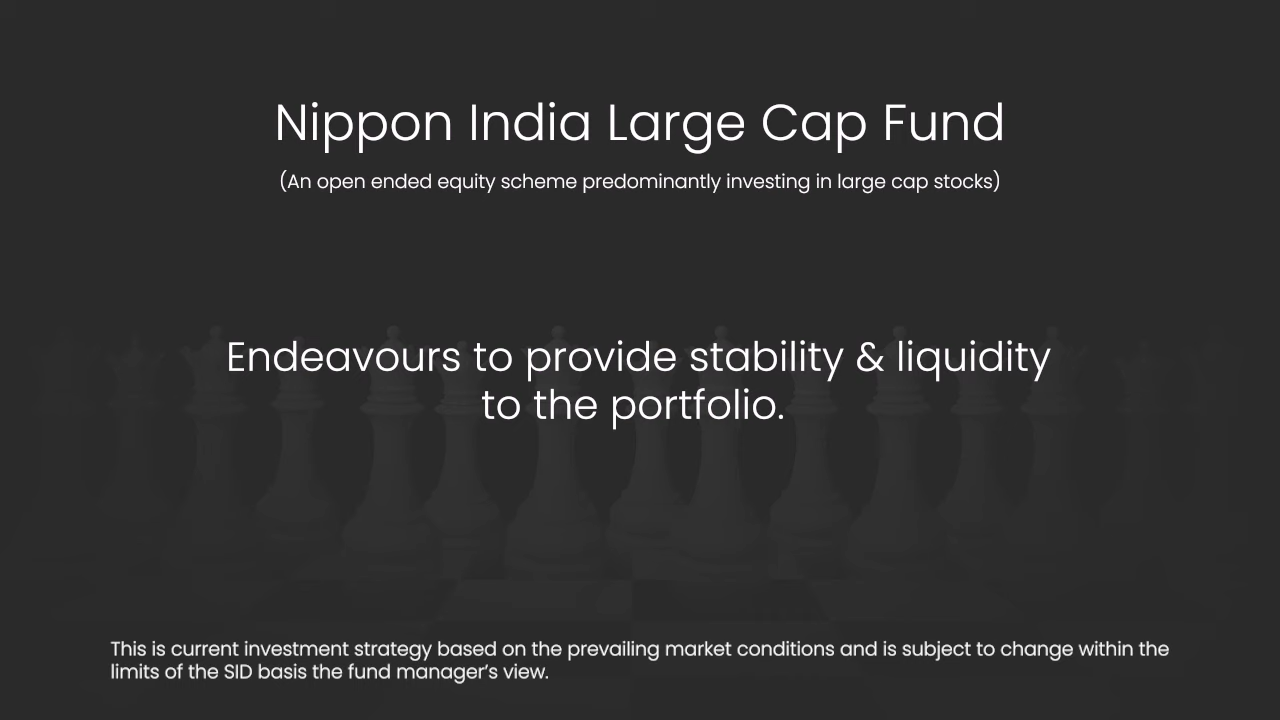 Nippon India Large Cap Fund
(An open ended equity scheme predominantly investing in large cap stocks)
Endeavours to provide stability & liquidity
to the portfolio.
This is current investment strategy based on the prevailing market conditions and is subject to change within the
limits of the SID basis the fund manager’s view.